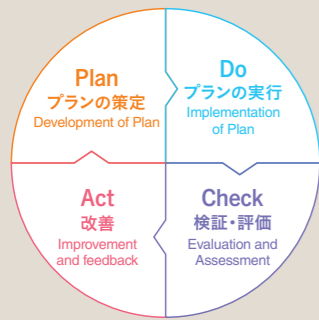 Plan
プランの策定
Development of Plan
Do
プランの実行
Implementation
of Plan
Act
改善
Improvement
and feedback
Check
検証・評価
Evaluation and
Assessment